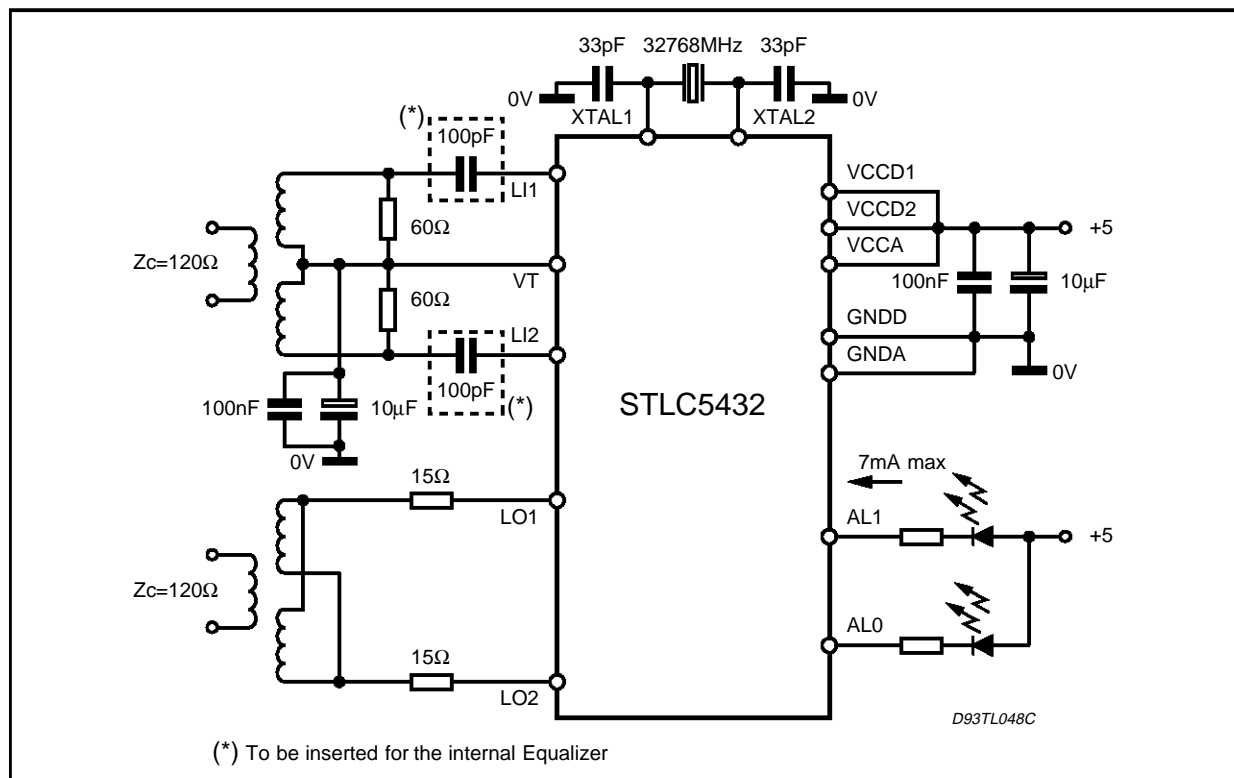 33pF 32768MHz 33pF
0V XTAL1 XTAL2 0V
(*)
100pF
LI1
60Ω
Zc=120Ω
VT
60Ω
LI2
100pF
(*)
100nF 10μF
0V
15Ω
LO1
Zc=120Ω
15Ω
LO2
STLC5432
VCCD1
VCCD2
VCCA
+5
100nF 10μF
GNDD
GNDA
0V
7mA max
AL1
+5
AL0
D93TL048C
(*) To be inserted for the internal Equalizer